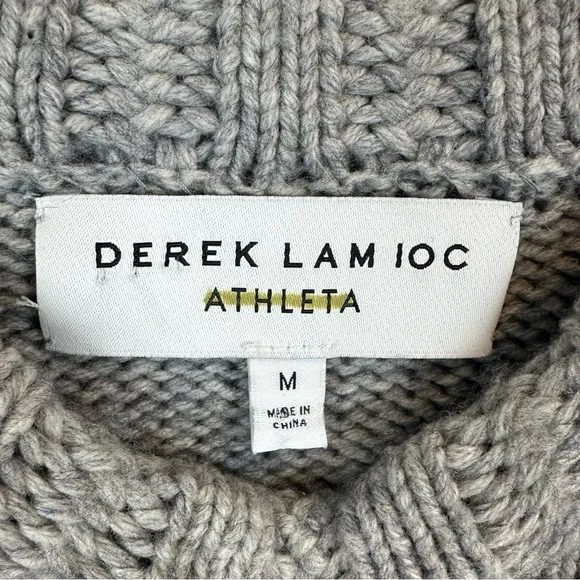 DEREK LAM 10C
ATHLETA
M
MADE IN
CHINA